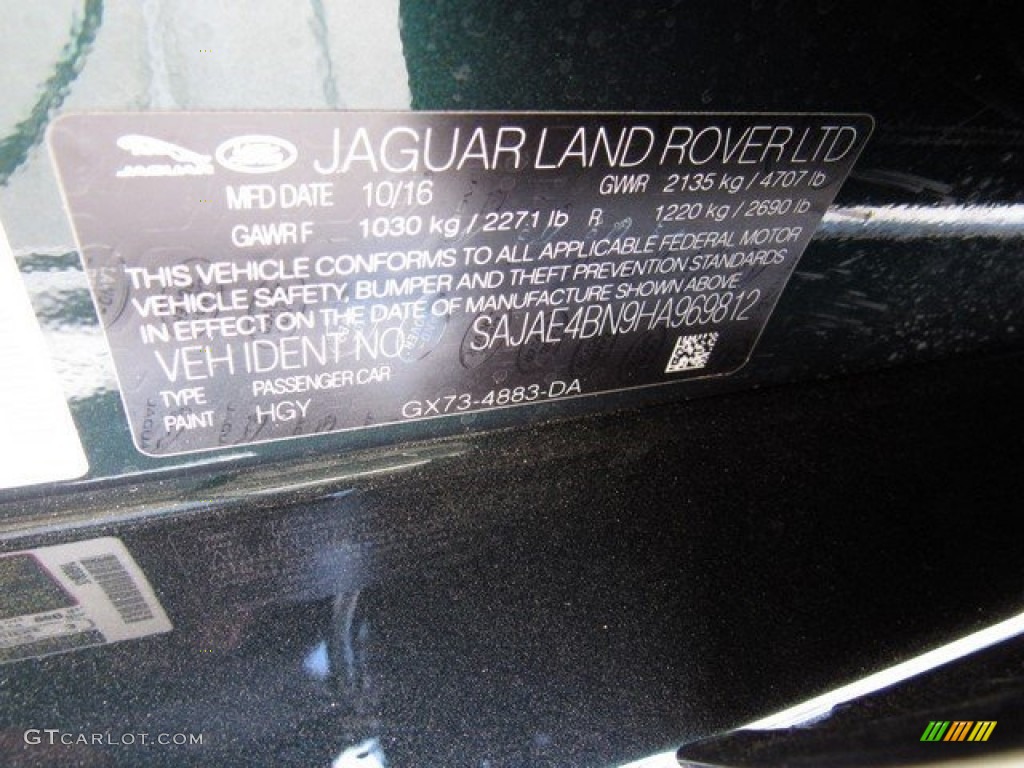 JAGUAR LAND ROVER LTD
MFD DATE 10/16 GVWR 2135 kg / 4707 lb
GAWR F 1030 kg / 2271 lb R 1220 kg / 2690 lb
THIS VEHICLE CONFORMS TO ALL APPLICABLE FEDERAL MOTOR
VEHICLE SAFETY, BUMPER AND THEFT PREVENTION STANDARDS
IN EFFECT ON THE DATE OF MANUFACTURE SHOWN ABOVE
VEH IDENT NO SAJAE4BN9HA969812
TYPE PASSENGER CAR
PAINT HGY GX73-4883-DA
GTCARLOT.COM